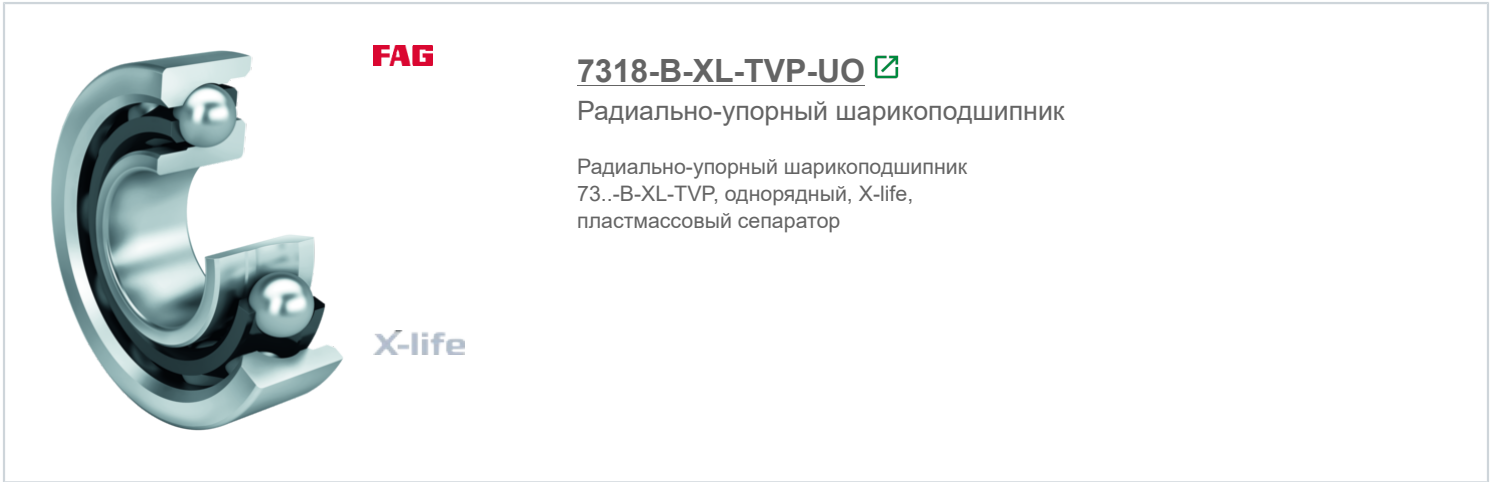 FAG
7318-B-XL-TVP-UO
Радиально-упорный шарикоподшипник
Радиально-упорный шарикоподшипник
73..-B-XL-TVP, однорядный, X-life,
пластмассовый сепаратор
X-life